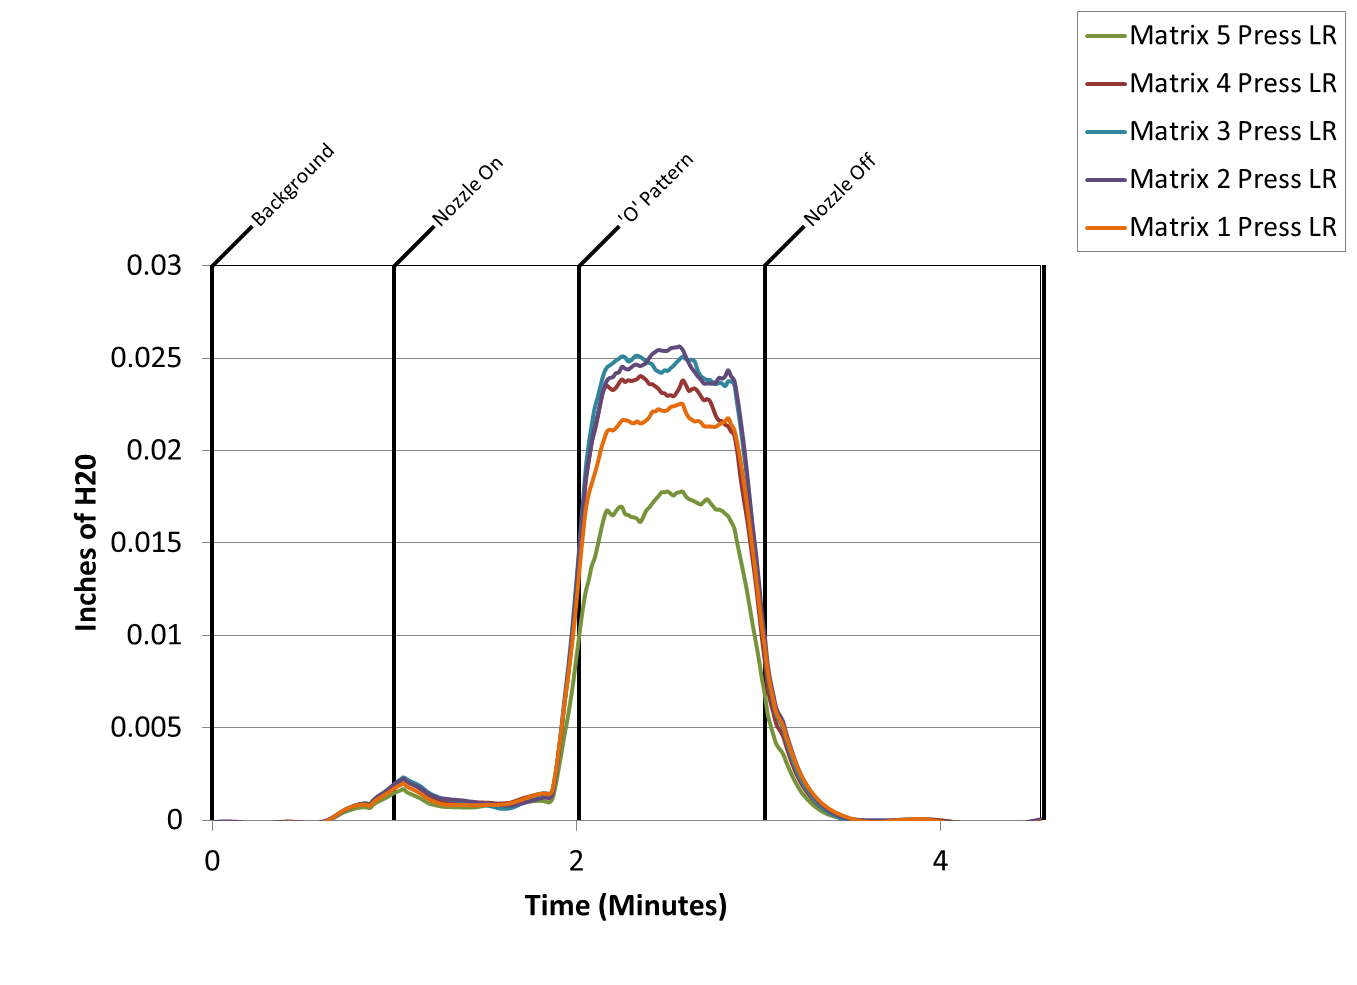 Matrix 5 Press LR
Matrix 4 Press LR
Matrix 3 Press LR
Matrix 2 Press LR
Matrix 1 Press LR
Background
Nozzle On
'O' Pattern
Nozzle Off
0.03
0.025
0.02
0.015
0.01
0.005
0
Inches of H20
0 2 4
Time (Minutes)